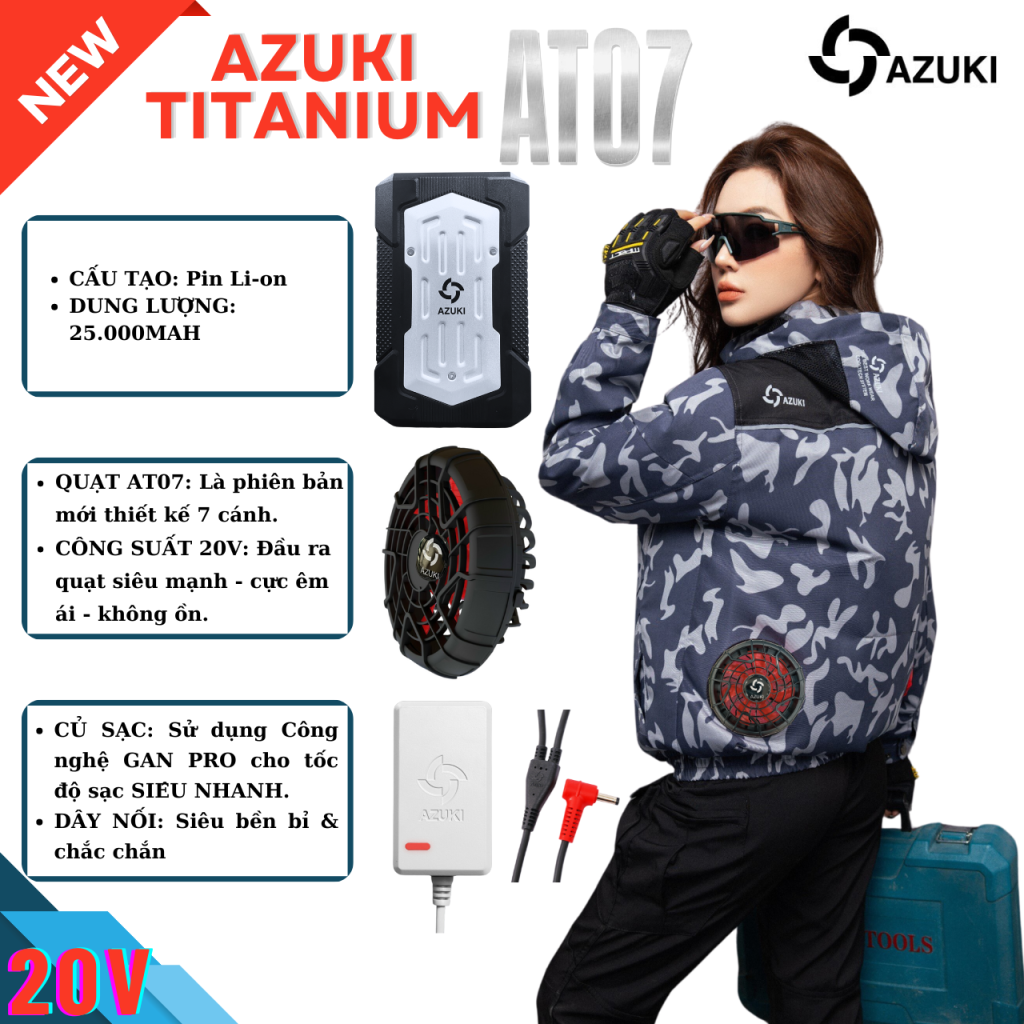 NEW
AZUKI
TITANIUM
AT07
AZUKI
CẤU TẠO: Pin Li-on
DUNG LƯỢNG:
25.000MAH
AZUKI
QUẠT AT07: Là phiên bản
mới thiết kế 7 cánh.
CÔNG SUẤT 20V: Đầu ra
quạt siêu mạnh - cực êm
ái - không ồn.
AZUKI
CỦ SẠC: Sử dụng Công
nghệ GAN PRO cho tốc
độ sạc SIÊU NHANH.
DÂY NỐI: Siêu bền bỉ &
chắc chắn
AZUKI
AZUKI
AZUKI
AZUKI
TOOLS
20V